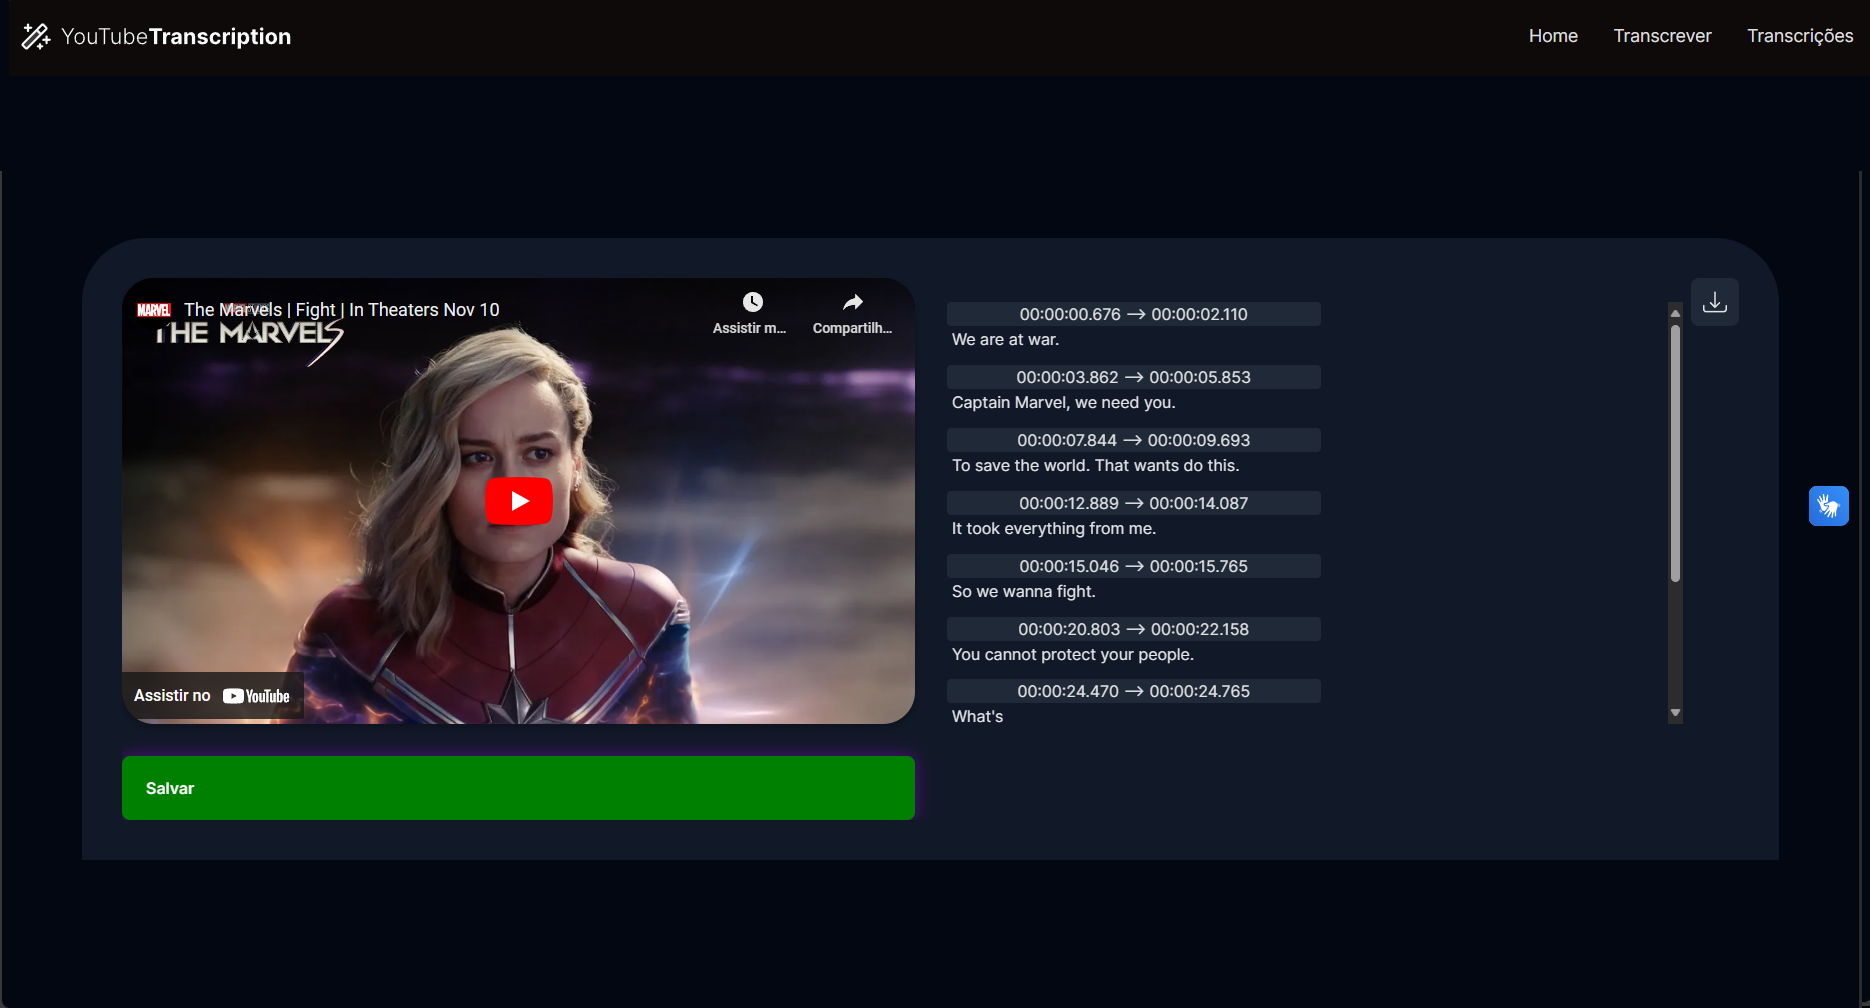 YouTubeTranscription
Home Transcrever Transcrições
MARVEL The Marvels | Fight | In Theaters Nov 10
THE MARVELS
Assistir m... Compartilh...
Assistir no YouTube
Salvar
00:00:00.676 --> 00:00:02.110
We are at war.
00:00:03.862 --> 00:00:05.853
Captain Marvel, we need you.
00:00:07.844 --> 00:00:09.693
To save the world. That wants do this.
00:00:12.889 --> 00:00:14.087
It took everything from me.
00:00:15.046 --> 00:00:15.765
So we wanna fight.
00:00:20.803 --> 00:00:22.158
You cannot protect your people.
00:00:24.470 --> 00:00:24.765
What's